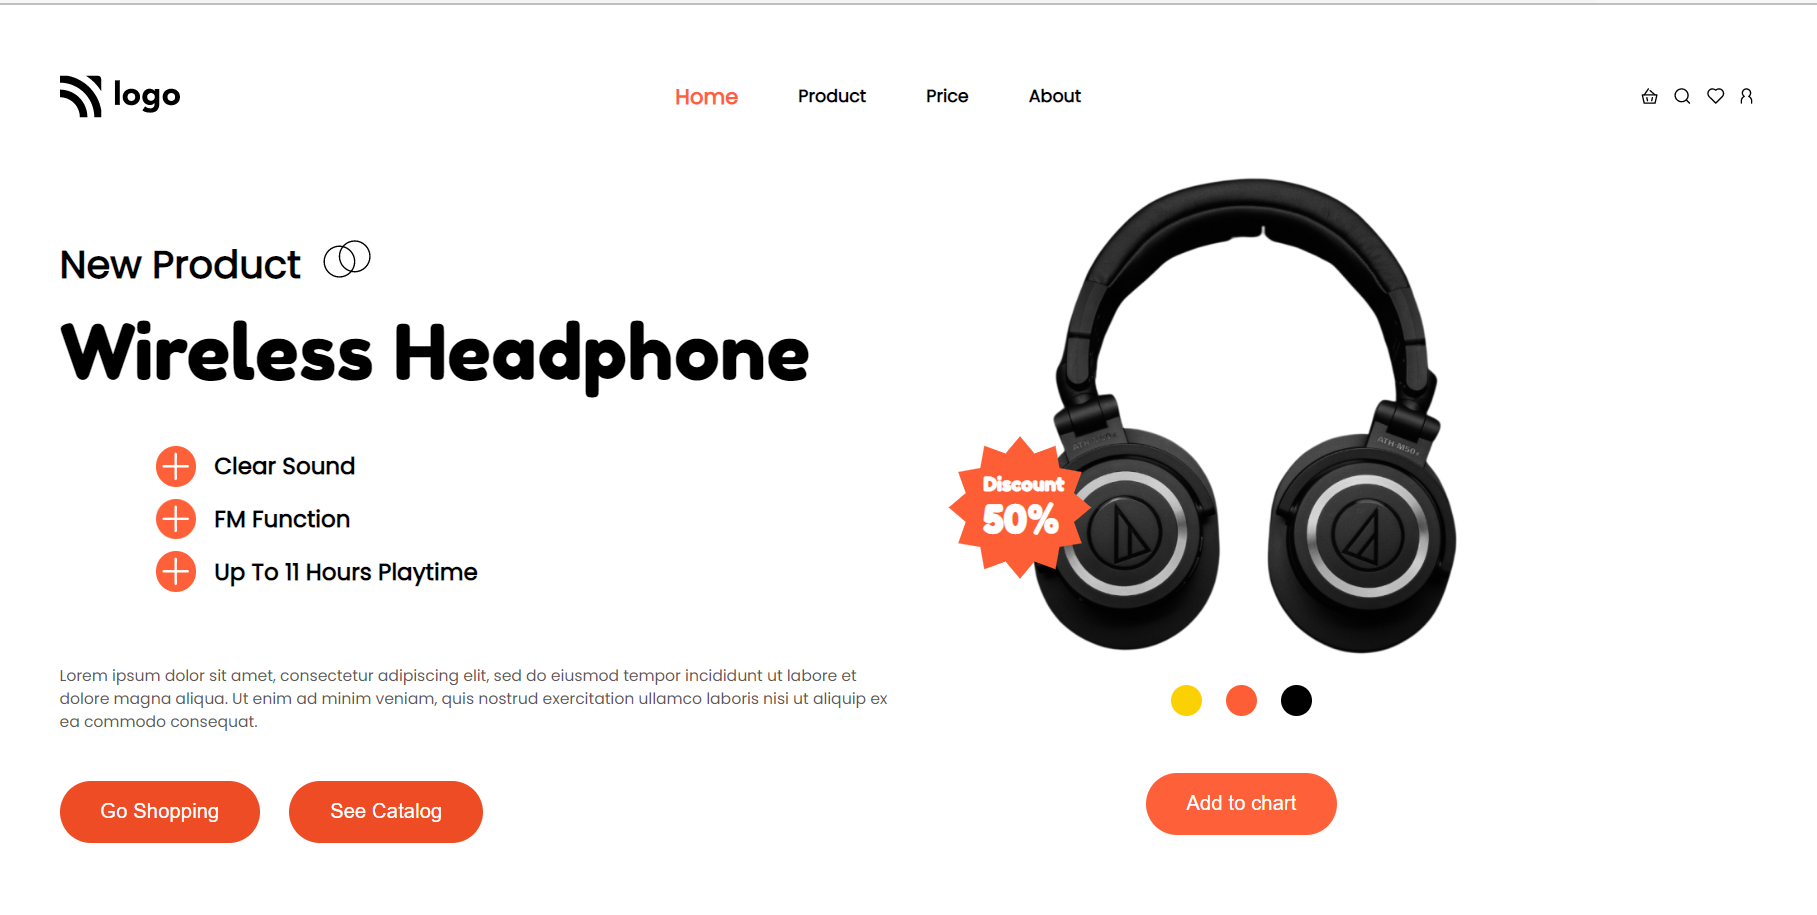 logo
Home Product Price About
New Product
Wireless Headphone
Clear Sound
FM Function
Up To 11 Hours Playtime
Lorem ipsum dolor sit amet, consectetur adipiscing elit, sed do eiusmod tempor incididunt ut labore et
dolore magna aliqua. Ut enim ad minim veniam, quis nostrud exercitation ullamco laboris nisi ut aliquip ex
ea commodo consequat.
Go Shopping
See Catalog
ATH-M50x
Discount
50%
Add to chart